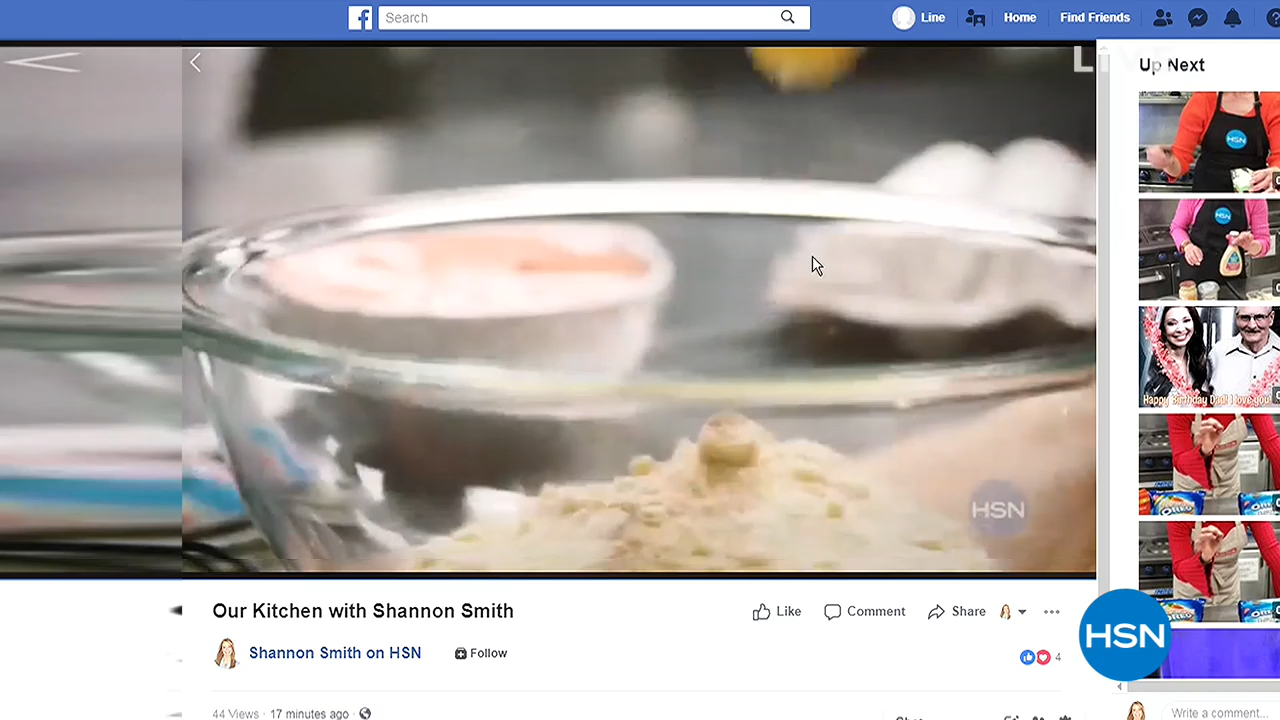 Search
Line
Home
Find Friends
LIVE
Up Next
HSN
HSN
Happy Birthday Dad! I love you!
OREO
HSN
HSN
Our Kitchen with Shannon Smith
Like
Comment
Share
Shannon Smith on HSN
Follow
4
44 Views · 17 minutes ago ·
Write a comment...